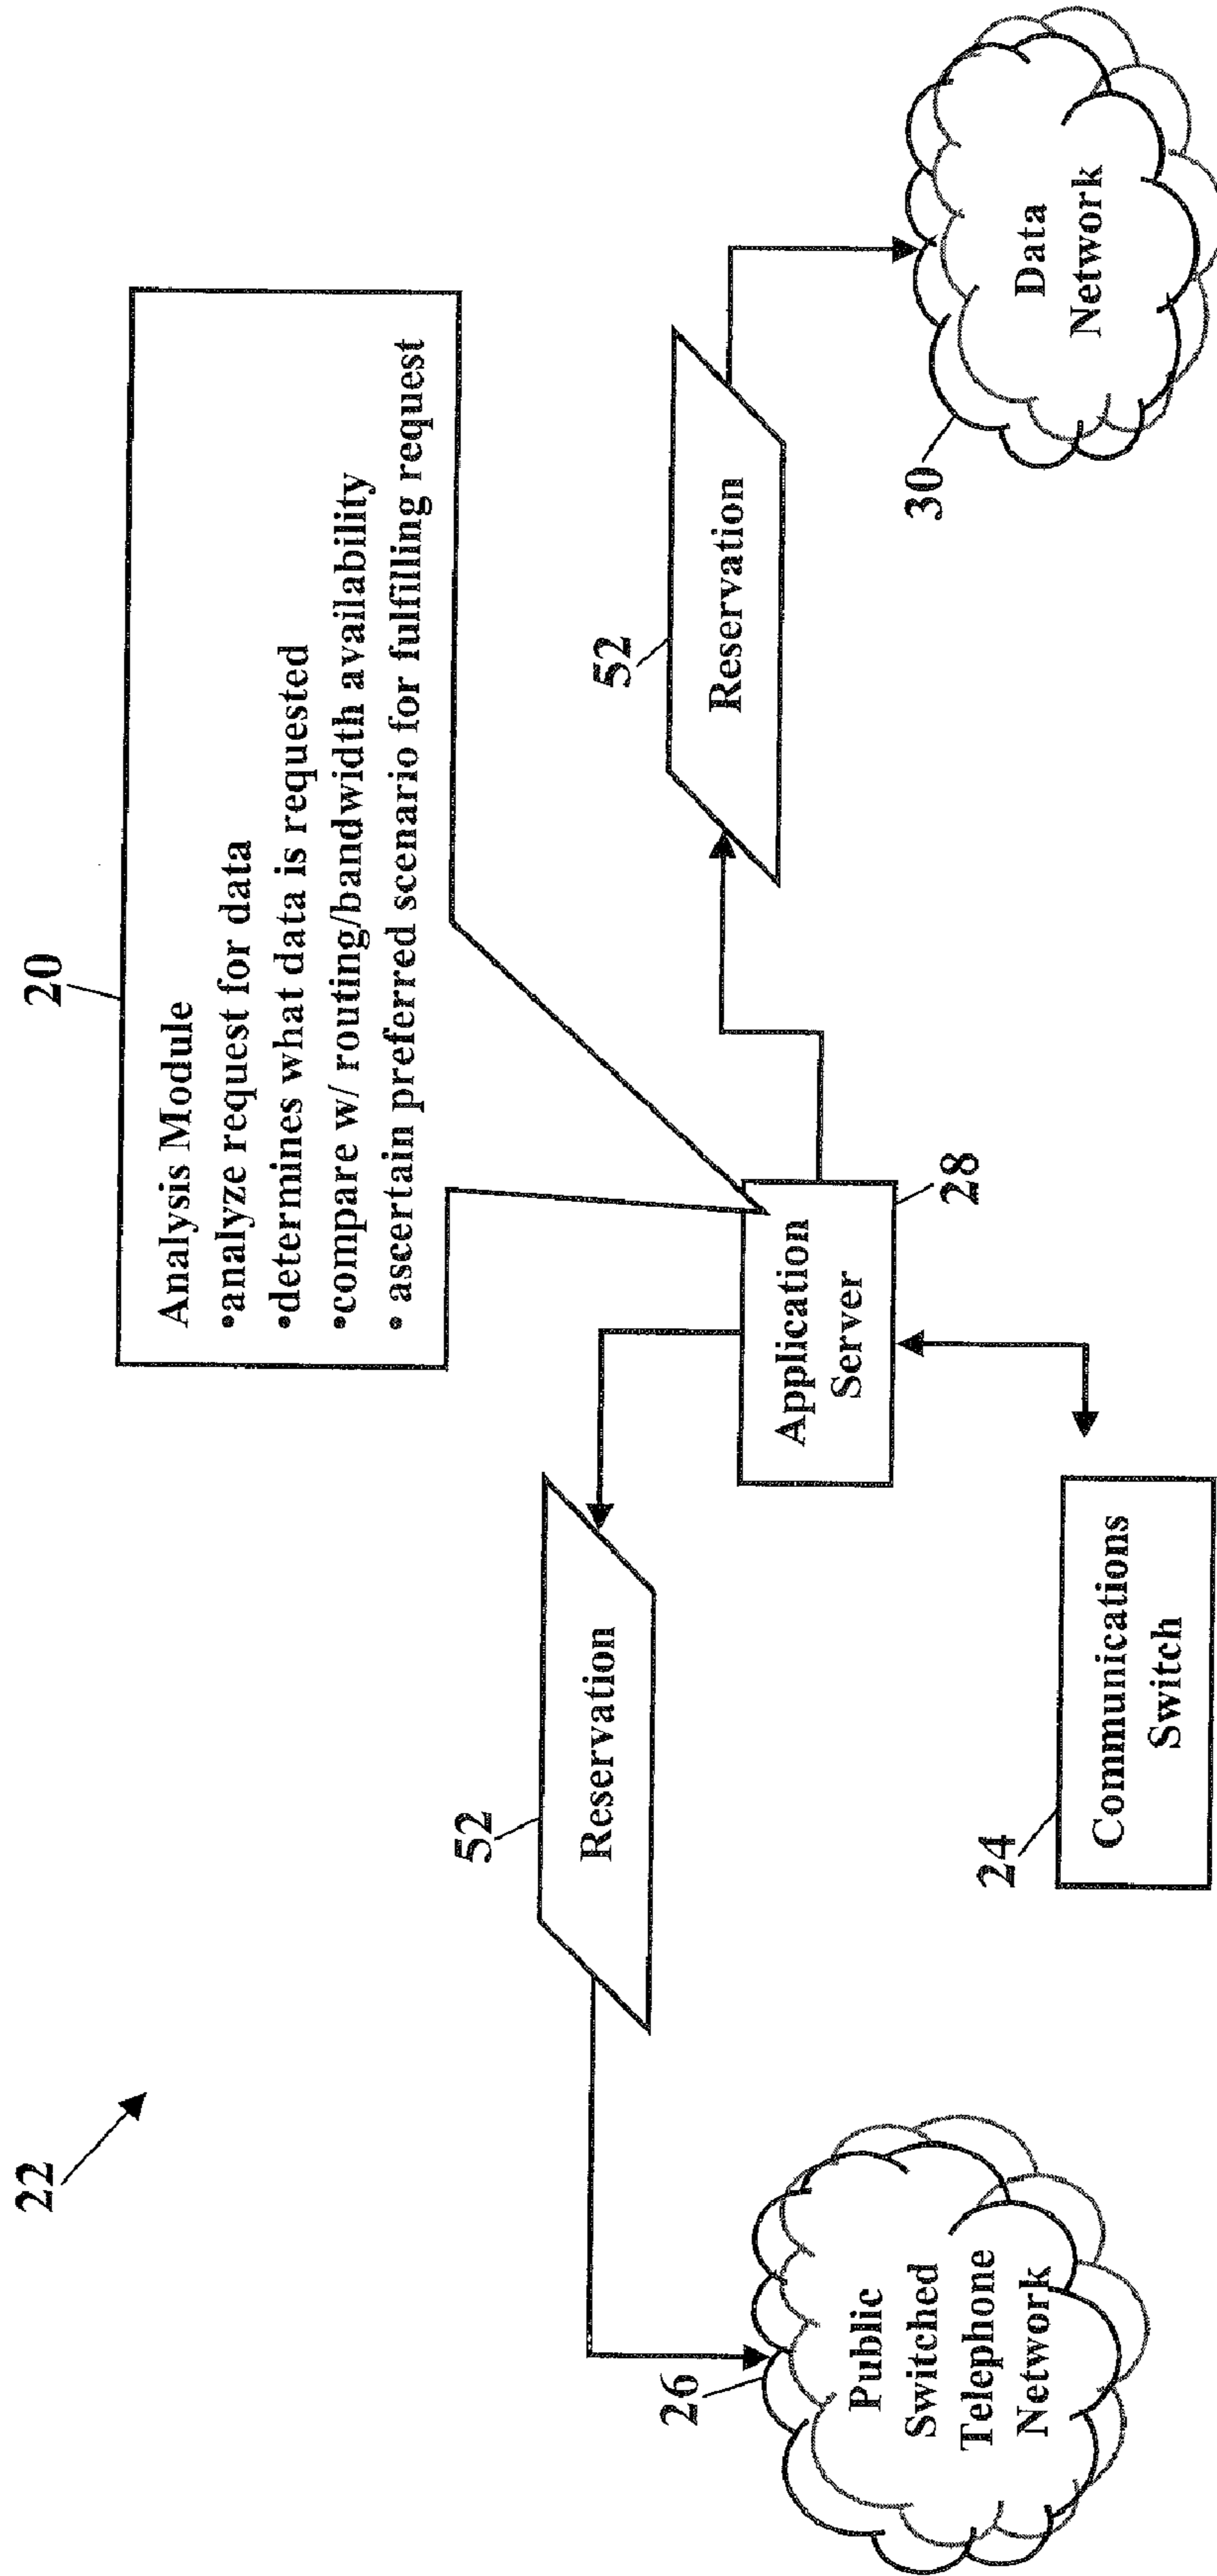 22
20
Analysis Module
•analyze request for data
•determines what data is requested
•compare w/ routing/bandwidth availability
• ascertain preferred scenario for fulfilling request
52
Reservation
52
Reservation
26
Public
Switched
Telephone
Network
Application
Server
28
24
Communications
Switch
30
Data
Network